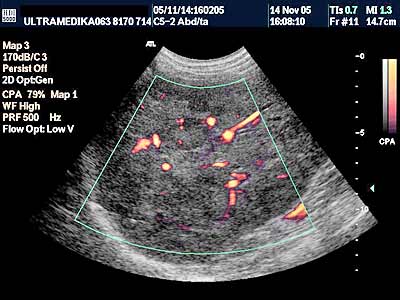 ULTRAMEDIKA063 8170 714
05/11/14:160205
C5-2 Abd/ta
14 Nov 05
16:08:10
TIs 0.7 MI 1.3
Fr #11 14.7cm
Map 3
170dB/C 3
Persist Off
2D OptGen
CPA 79% Map 1
WF High
PRF 500 Hz
Flow Opt: Low V
ATL
0
-5
CPA
-10